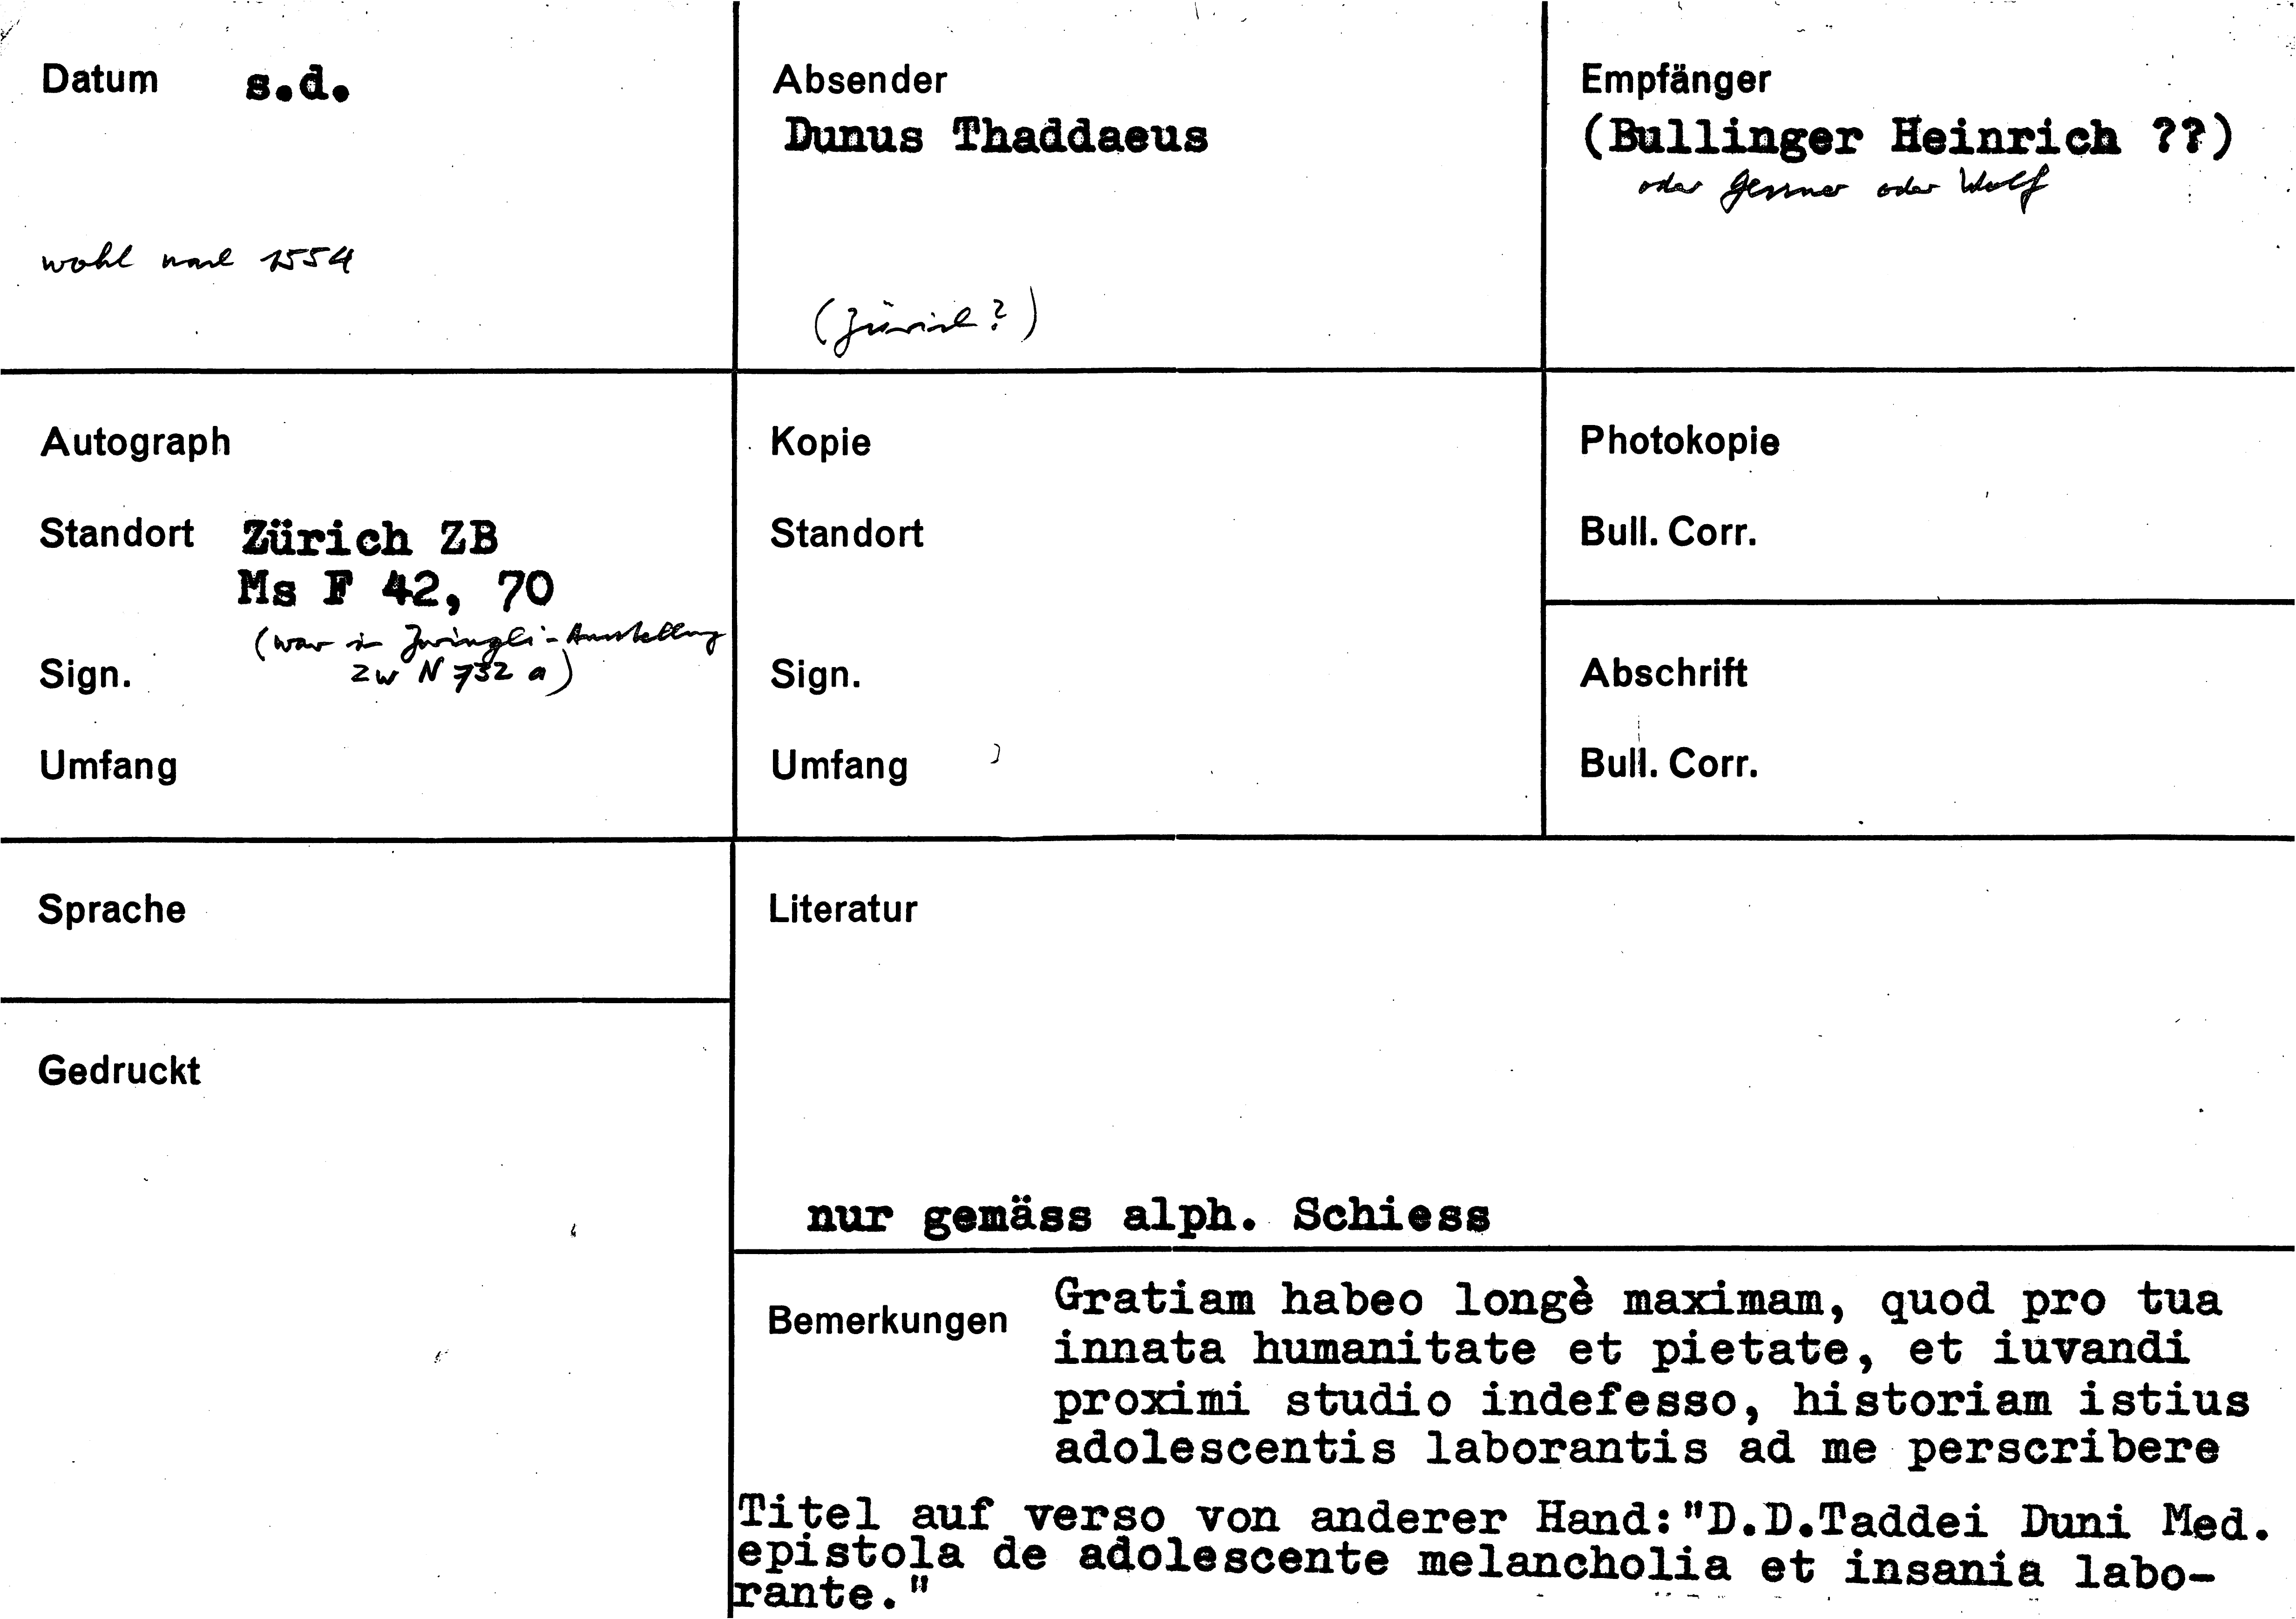 Datum s.d.
wohl nach 1554
Absender
Dunus Thaddaeus
(Zürich?)
Empfänger
(Bullinger Heinrich ??)
oder Gessner oder Wolf
Autograph
Standort Zürich ZB
Ms F 42, 70
(war in Zwingli-Ausstellung
Zw N 732 a)
Sign.
Umfang
Kopie
Standort
Sign.
Umfang
Photokopie
Bull. Corr.
Abschrift
Bull. Corr.
Sprache
Gedruckt
Literatur
nur gemäss alph. Schiess
Bemerkungen
Gratiam habeo longè maximam, quod pro tua
innata humanitate et pietate, et iuvandi
proximi studio indefesso, historiam istius
adolescentis laborantis ad me perscribere
Titel auf verso von anderer Hand:"D.D.Taddei Duni Med.
epistola de adolescente melancholia et insania labo-
rante."